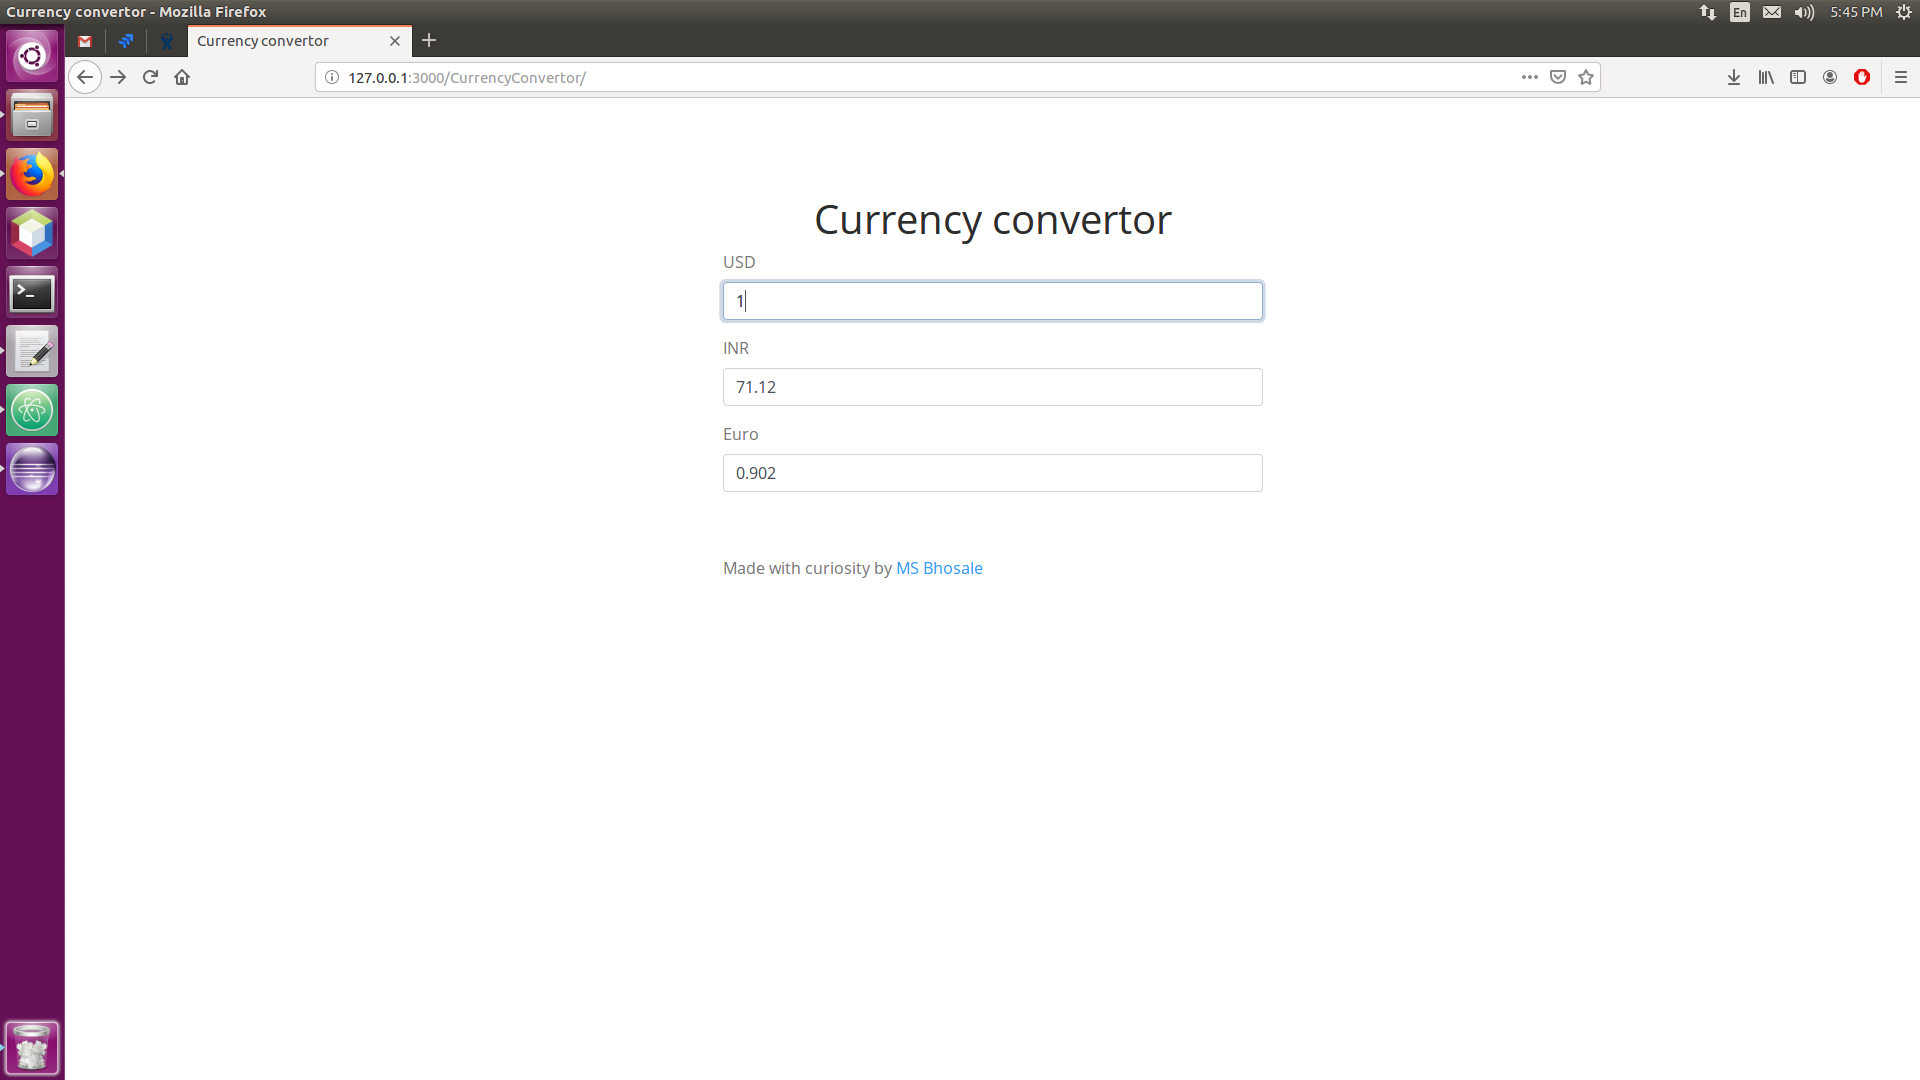 Currency convertor - Mozilla Firefox
En
5:45 PM
Currency convertor
127.0.0.1:3000/CurrencyConvertor/
Currency convertor
USD
1
INR
71.12
Euro
0.902
Made with curiosity by MS Bhosale